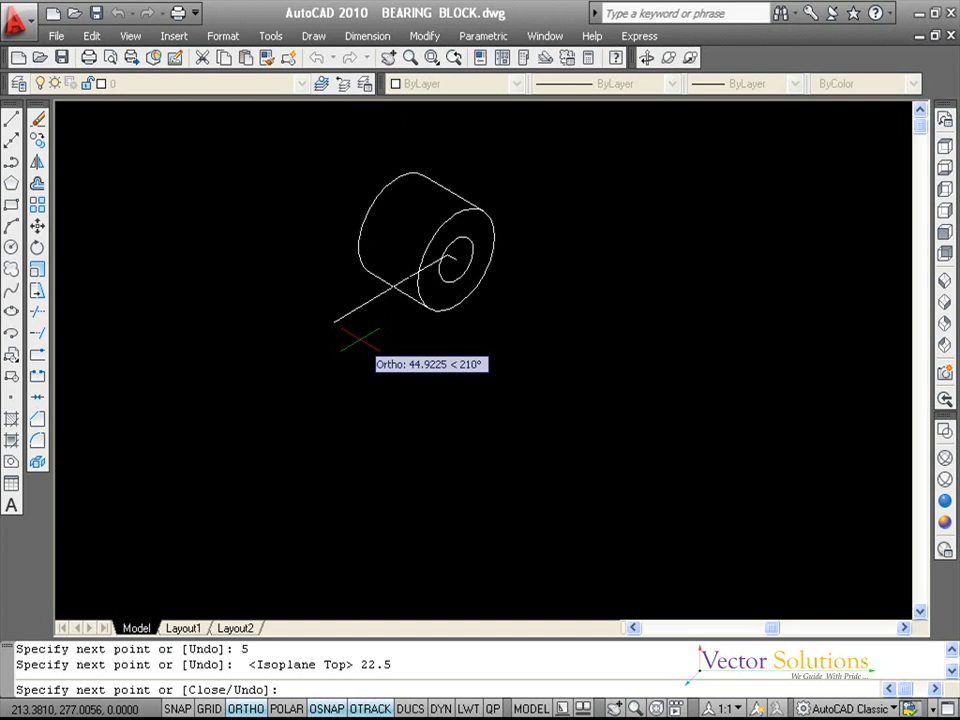 AutoCAD 2010 BEARING BLOCK.dwg
Type a keyword or phrase
File Edit View Insert Format Tools Draw Dimension Modify Parametric Window Help Express
0 ByLayer ByLayer ByLayer ByColor
Ortho: 44.9225 < 210°
A
Model Layout1 Layout2
Specify next point or [Undo]: 5
Specify next point or [Undo]: <Isoplane Top> 22.5
Specify next point or [Close/Undo]:
Vector Solutions
We Guide With Pride ...
213.3810, 277.0056, 0.0000 SNAP GRID ORTHO POLAR OSNAP OTRACK DUCS DYN LWT QP MODEL 1:1 AutoCAD Classic